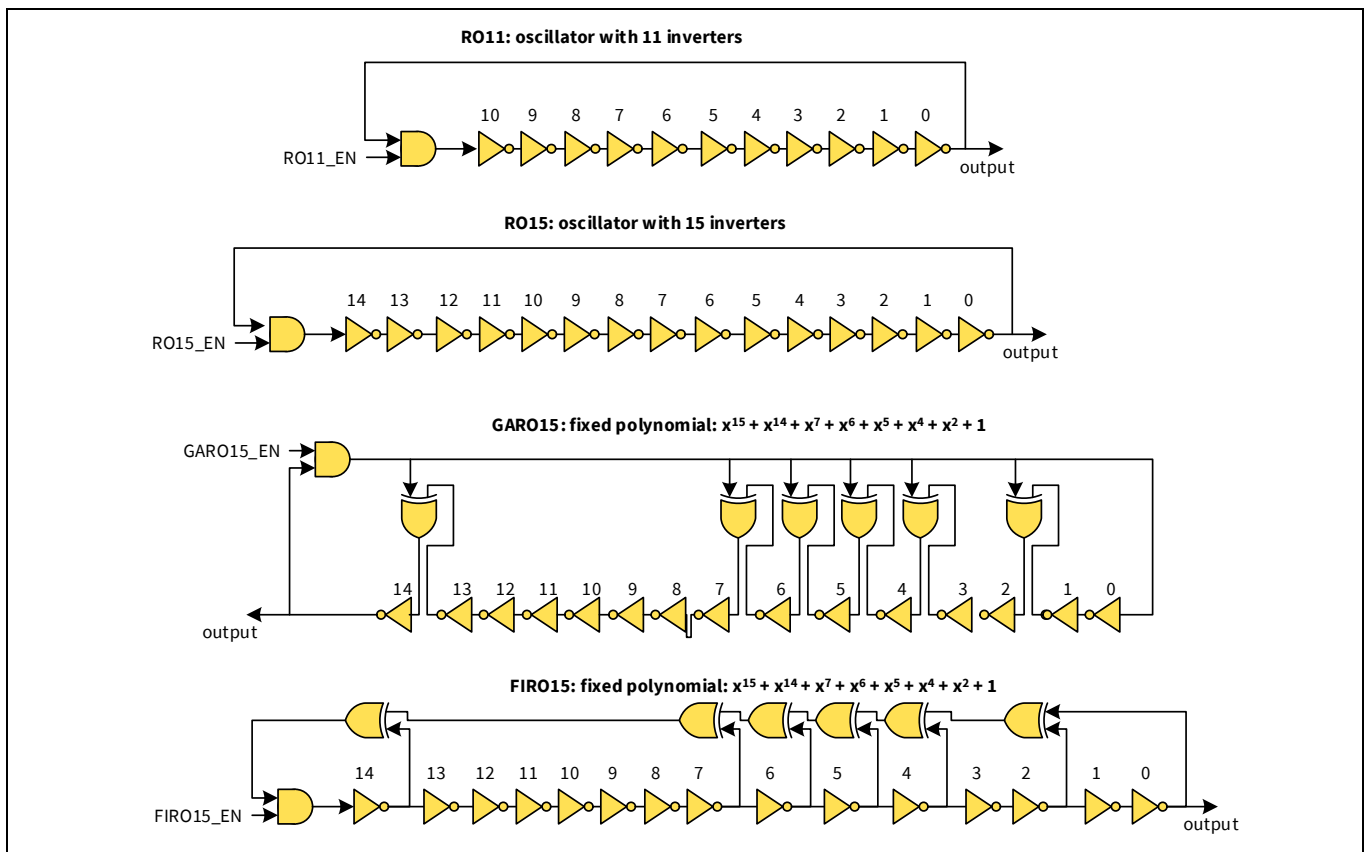 RO11: oscillator with 11 inverters
10 9 8 7 6 5 4 3 2 1 0
RO11_EN
output
RO15: oscillator with 15 inverters
14 13 12 11 10 9 8 7 6 5 4 3 2 1 0
RO15_EN
output
GARO15: fixed polynomial: x¹⁵ + x¹⁴ + x⁷ + x⁶ + x⁵ + x⁴ + x² + 1
GARO15_EN
14 13 12 11 10 9 8 7 6 5 4 3 2 1 0
output
FIRO15: fixed polynomial: x¹⁵ + x¹⁴ + x⁷ + x⁶ + x⁵ + x⁴ + x² + 1
14 13 12 11 10 9 8 7 6 5 4 3 2 1 0
FIRO15_EN
output